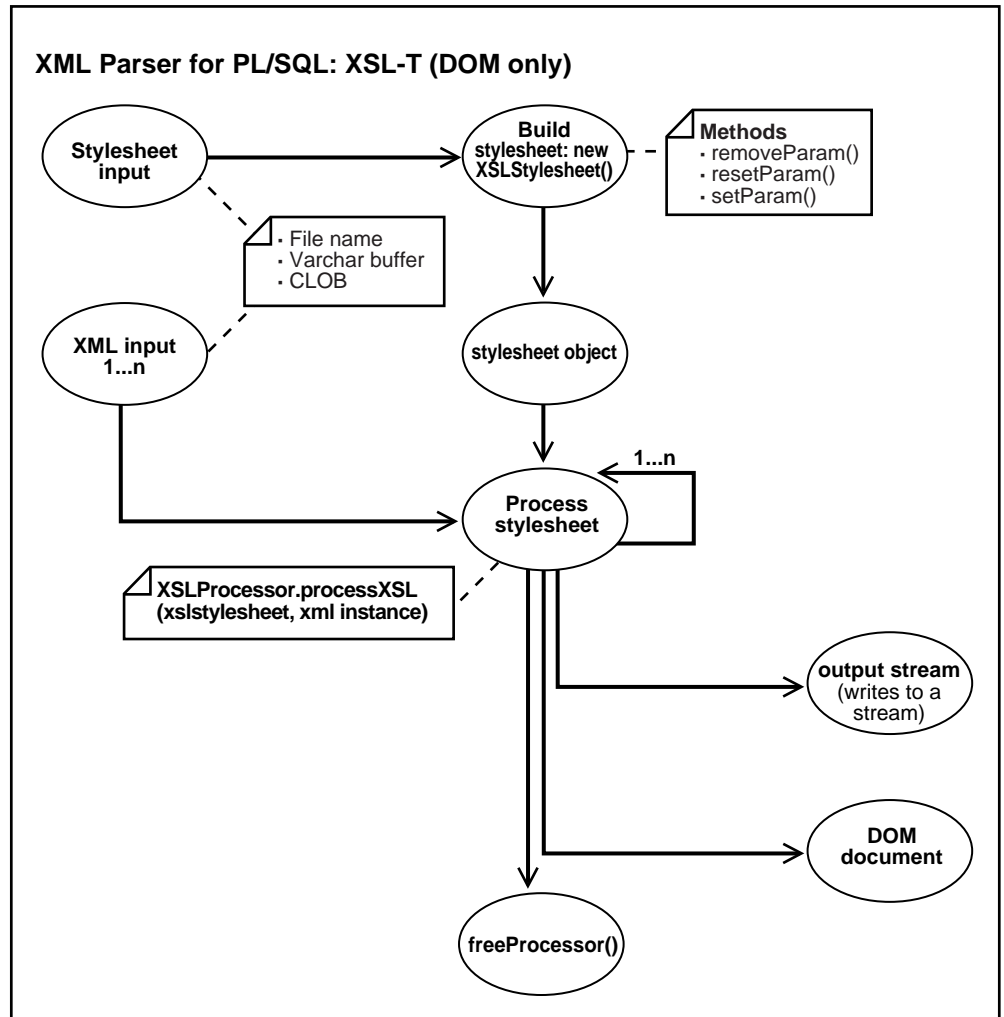 XML Parser for PL/SQL: XSL-T (DOM only)
Stylesheet
input
Build
stylesheet: new
XSLStylesheet()
Methods
· removeParam()
· resetParam()
· setParam()
· File name
· Varchar buffer
· CLOB
XML input
1...n
stylesheet object
1...n
Process
stylesheet
XSLProcessor.processXSL
(xslstylesheet, xml instance)
output stream
(writes to a
stream)
DOM
document
freeProcessor()